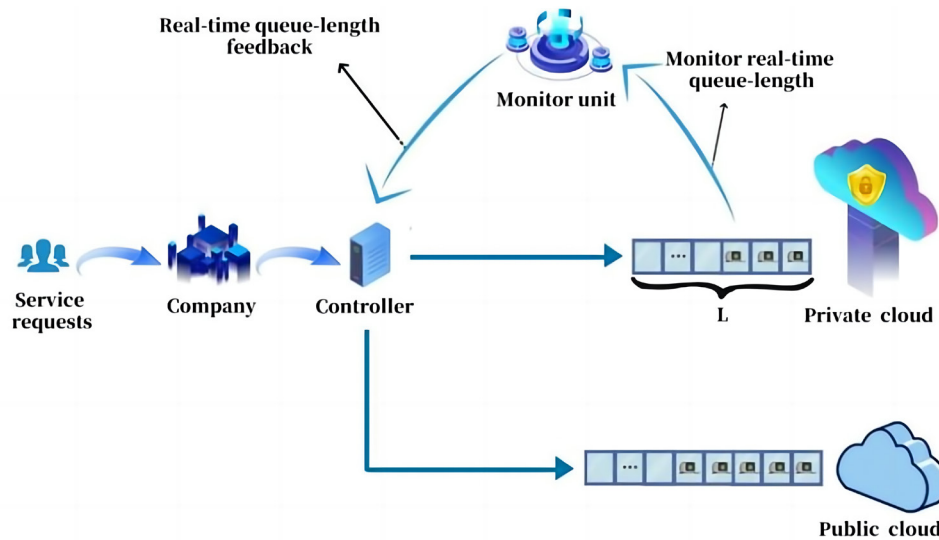 Real-time queue-length
feedback
Monitor unit
Monitor real-time
queue-length
Service
requests
Company
Controller
L
Private cloud
Public cloud